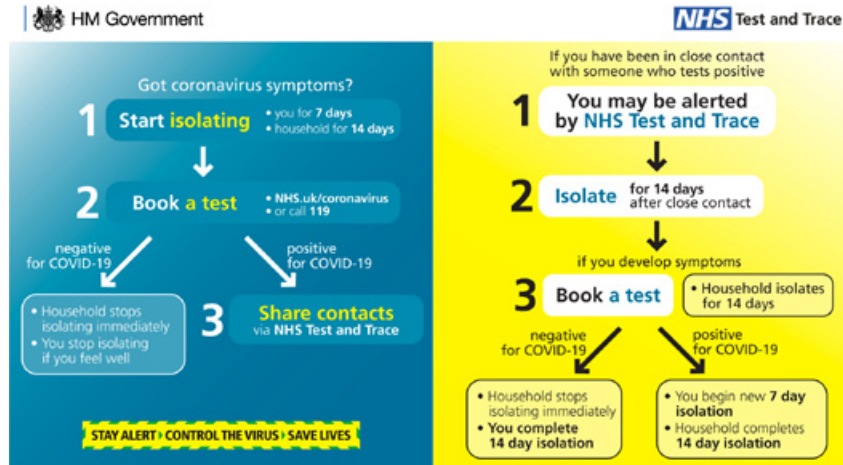 HM Government
NHS Test and Trace
Got coronavirus symptoms?
1 Start isolating
• you for 7 days
• household for 14 days
2 Book a test
• NHS.uk/coronavirus
• or call 119
negative
for COVID-19
positive
for COVID-19
• Household stops
isolating immediately
• You stop isolating
if you feel well
3 Share contacts
via NHS Test and Trace
STAY ALERT › CONTROL THE VIRUS › SAVE LIVES
If you have been in close contact
with someone who tests positive
1 You may be alerted
by NHS Test and Trace
2 Isolate
for 14 days
after close contact
if you develop symptoms
3 Book a test
• Household isolates
for 14 days
negative
for COVID-19
positive
for COVID-19
• Household stops
isolating immediately
• You complete
14 day isolation
• You begin new 7 day
isolation
• Household completes
14 day isolation